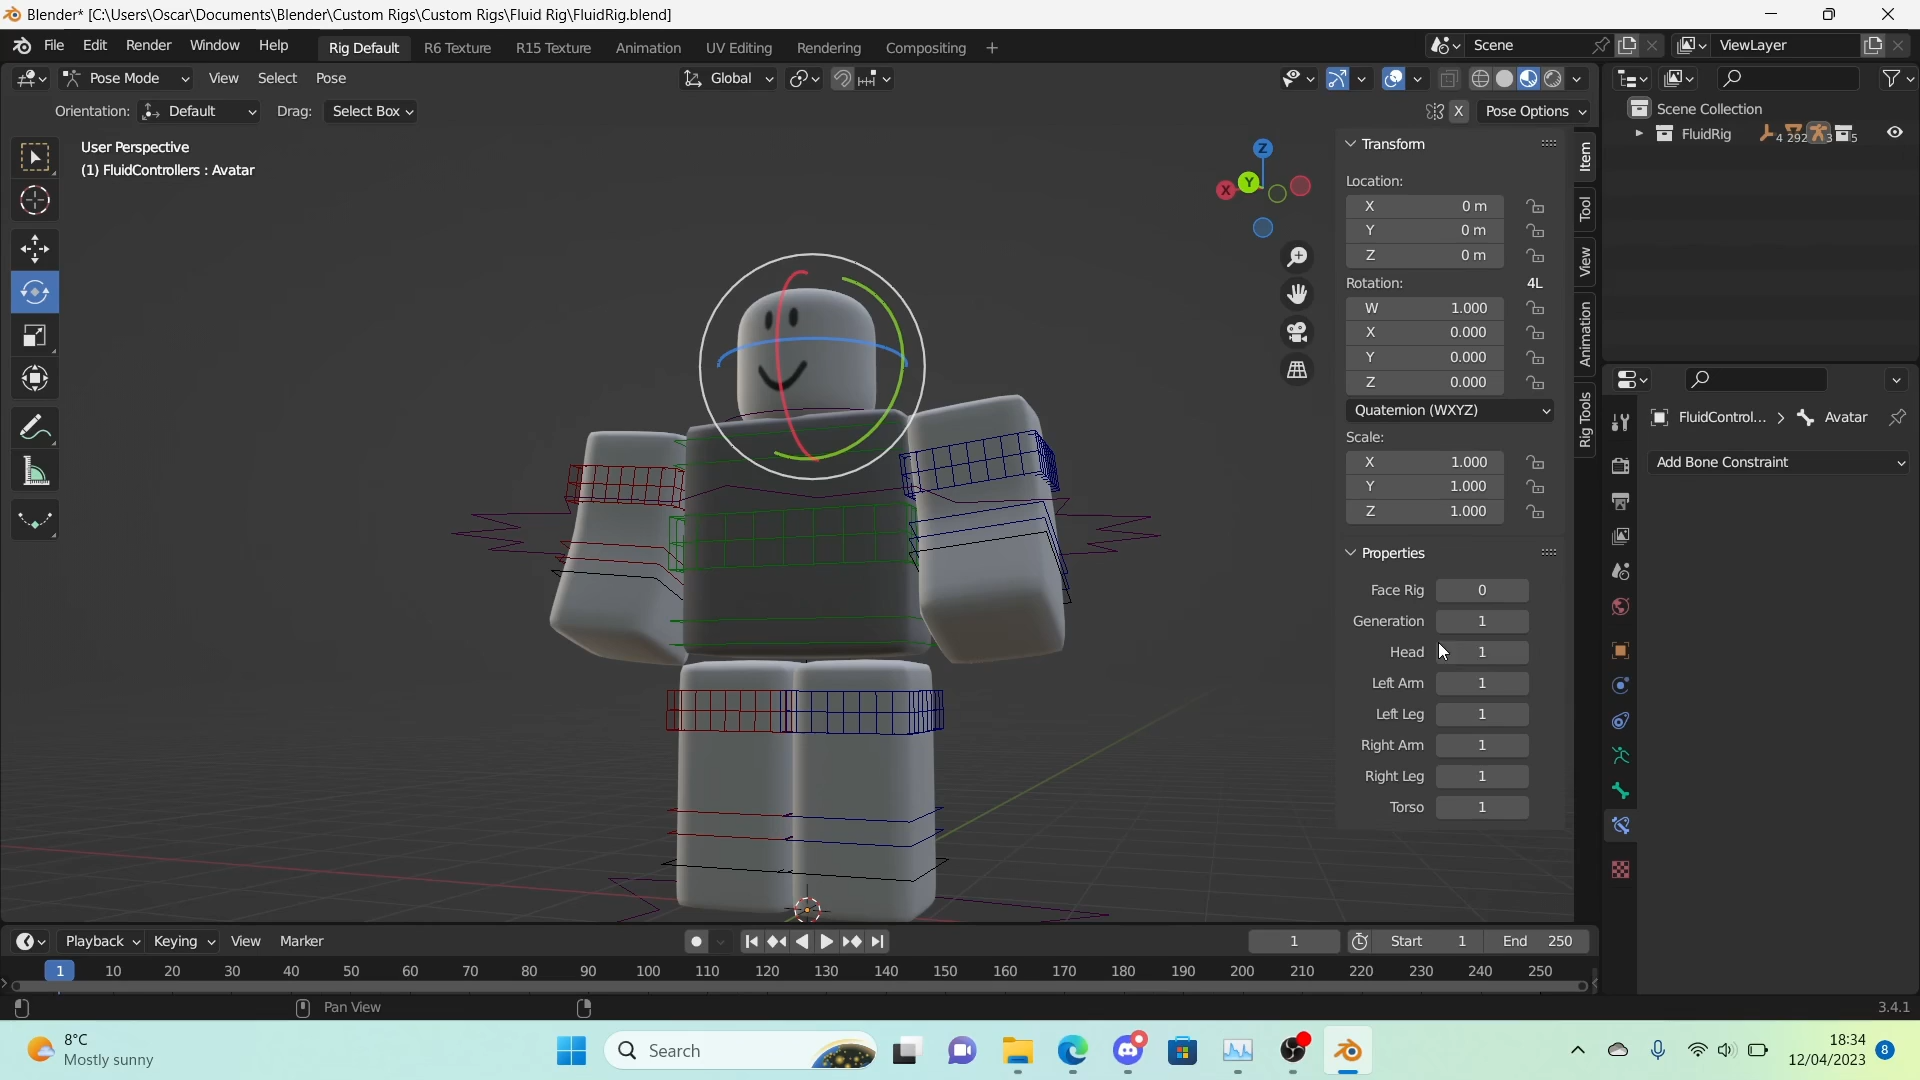 Blender* [C:\Users\Oscar\Documents\Blender\Custom Rigs\Custom Rigs\Fluid Rig\FluidRig.blend]
File Edit Render Window Help Rig Default R6 Texture R15 Texture Animation UV Editing Rendering Compositing + Scene ViewLayer
Pose Mode View Select Pose Global
Orientation: Default Drag: Select Box X Pose Options
User Perspective
(1) FluidControllers : Avatar
Z
X
Y
Transform
Location:
X 0 m
Y 0 m
Z 0 m
Rotation: 4L
W 1.000
X 0.000
Y 0.000
Z 0.000
Quaternion (WXYZ)
Scale:
X 1.000
Y 1.000
Z 1.000
Properties
Face Rig 0
Generation 1
Head 1
Left Arm 1
Left Leg 1
Right Arm 1
Right Leg 1
Torso 1
Item
Tool
View
Animation
Rig Tools
Scene Collection
FluidRig 4 292 3 5
FluidControl... Avatar
Add Bone Constraint
Playback Keying View Marker 1 Start 1 End 250
1 10 20 30 40 50 60 70 80 90 100 110 120 130 140 150 160 170 180 190 200 210 220 230 240 250
Pan View 3.4.1
8°C
Mostly sunny
Search
18:34
12/04/2023
8